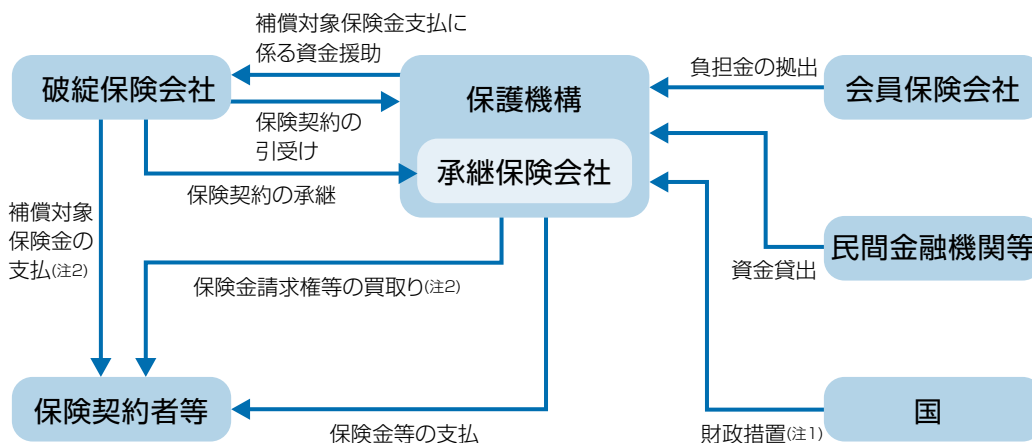 補償対象保険金支払に
係る資金援助
破綻保険会社
保護機構
負担金の拠出
会員保険会社
保険契約の
引受け
承継保険会社
保険契約の承継
補償対象
保険金の
支払(注2)
保険金請求権等の買取り(注2)
民間金融機関等
資金貸出
保険契約者等
保険金等の支払
国
財政措置(注1)